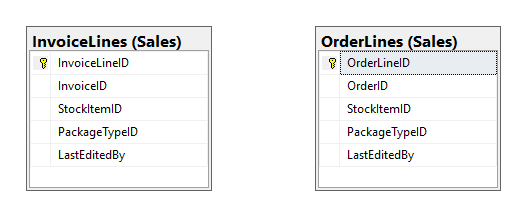 InvoiceLines (Sales)
InvoiceLineID
InvoiceID
StockItemID
PackageTypeID
LastEditedBy
OrderLines (Sales)
OrderLineID
OrderID
StockItemID
PackageTypeID
LastEditedBy